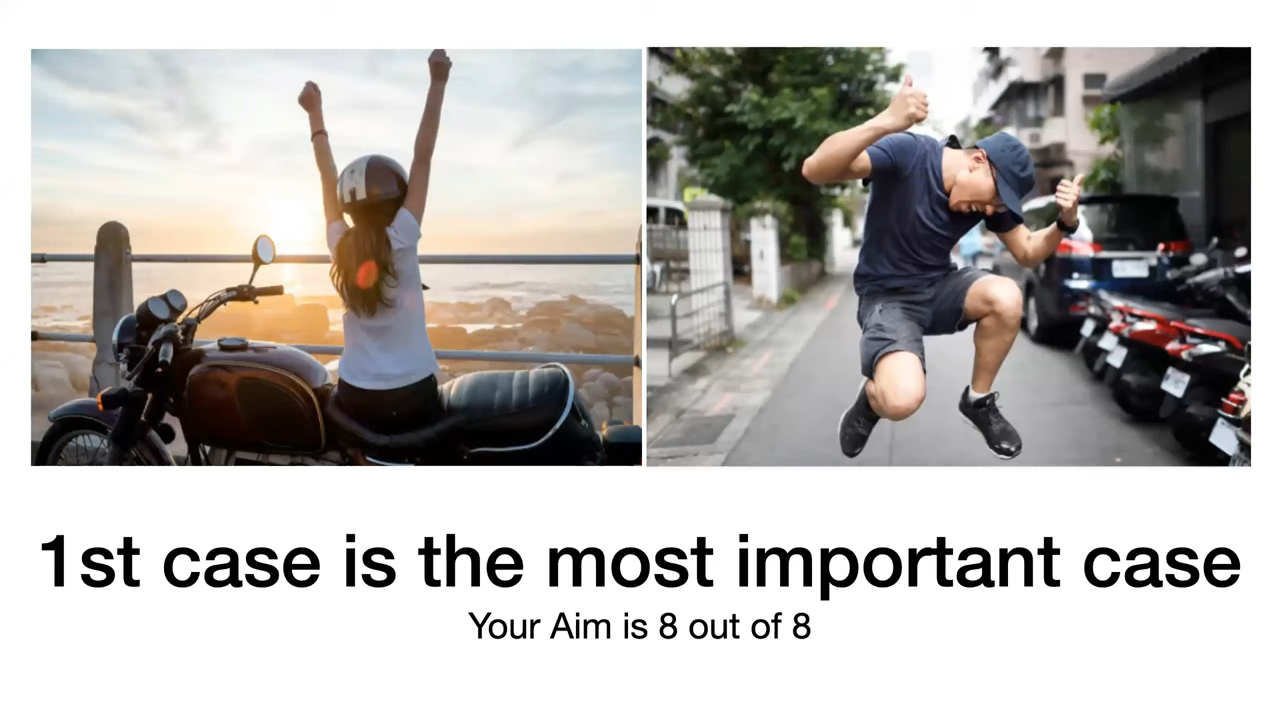 1st case is the most important case
Your Aim is 8 out of 8